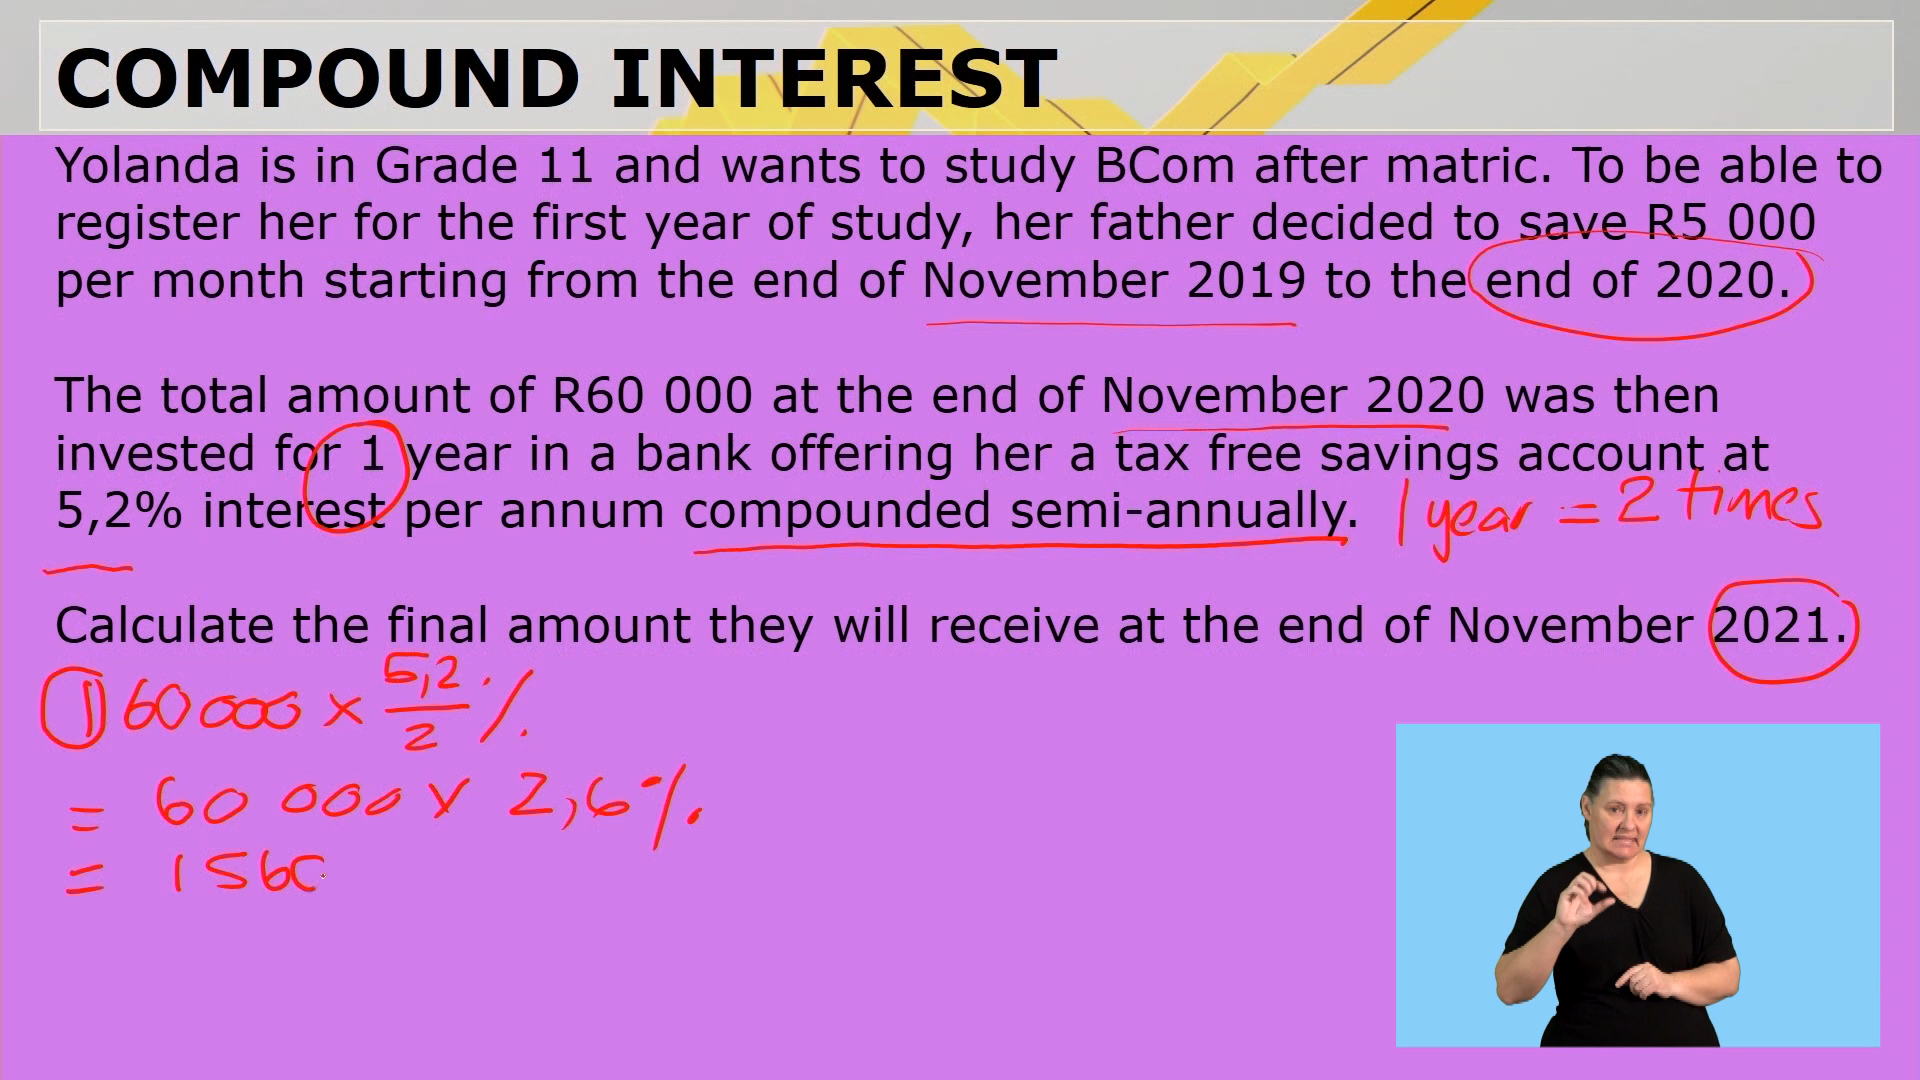 COMPOUND INTEREST
Yolanda is in Grade 11 and wants to study BCom after matric. To be able to
register her for the first year of study, her father decided to save R5 000
per month starting from the end of November 2019 to the end of 2020.
The total amount of R60 000 at the end of November 2020 was then
invested for 1 year in a bank offering her a tax free savings account at
5,2% interest per annum compounded semi-annually.
1 year = 2 times
Calculate the final amount they will receive at the end of November 2021.
1) 60000 × 5,2/2 %
= 60 000 × 2,6%
= 1560